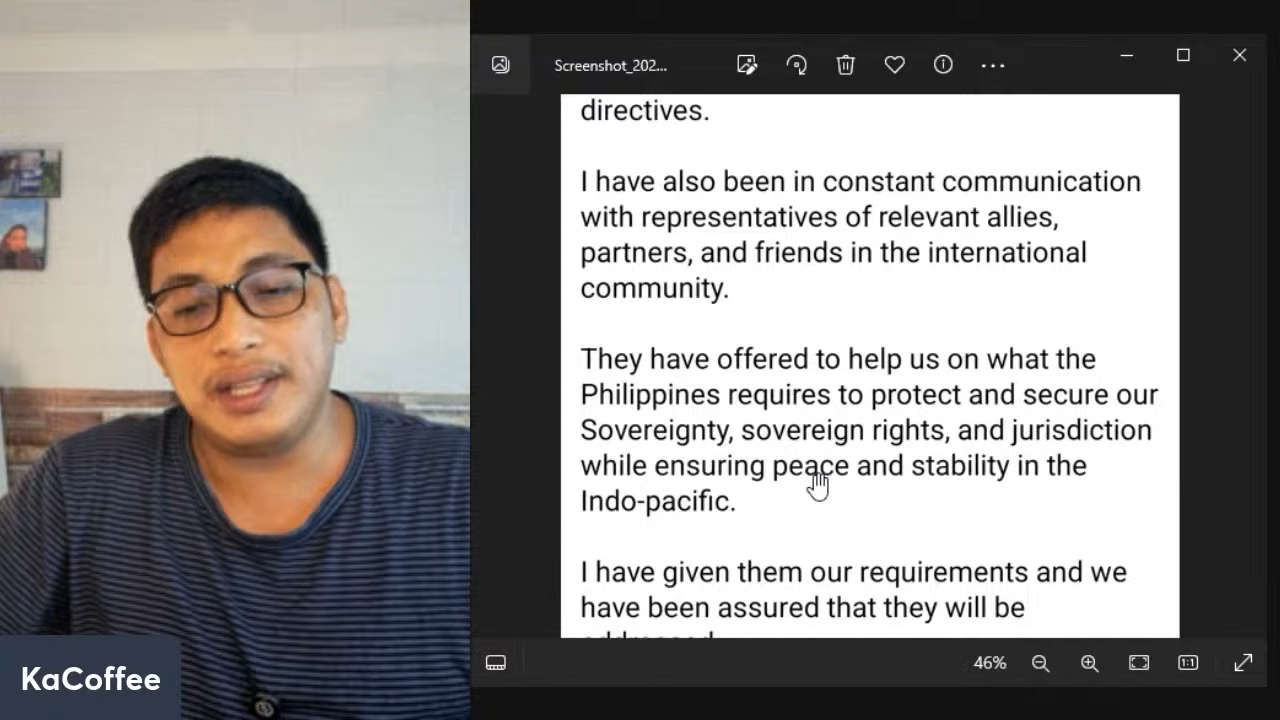 Screenshot_202...
directives.
I have also been in constant communication
with representatives of relevant allies,
partners, and friends in the international
community.
They have offered to help us on what the
Philippines requires to protect and secure our
Sovereignty, sovereign rights, and jurisdiction
while ensuring peace and stability in the
Indo-pacific.
I have given them our requirements and we
have been assured that they will be
KaCoffee
46%
1:1